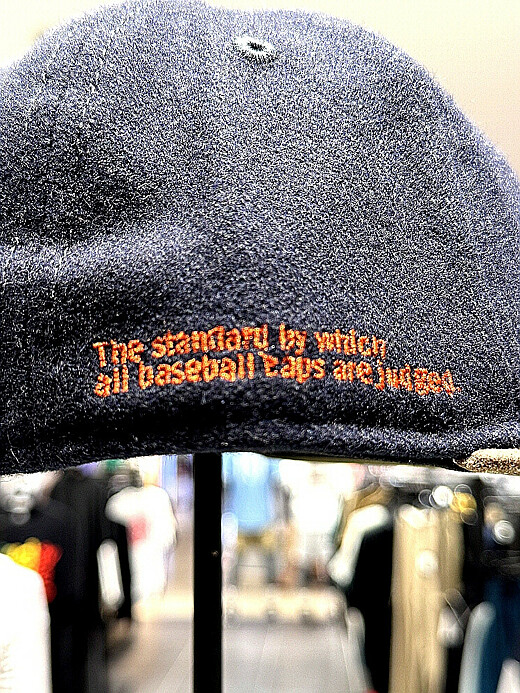 The standard by which
all baseball caps are judged.